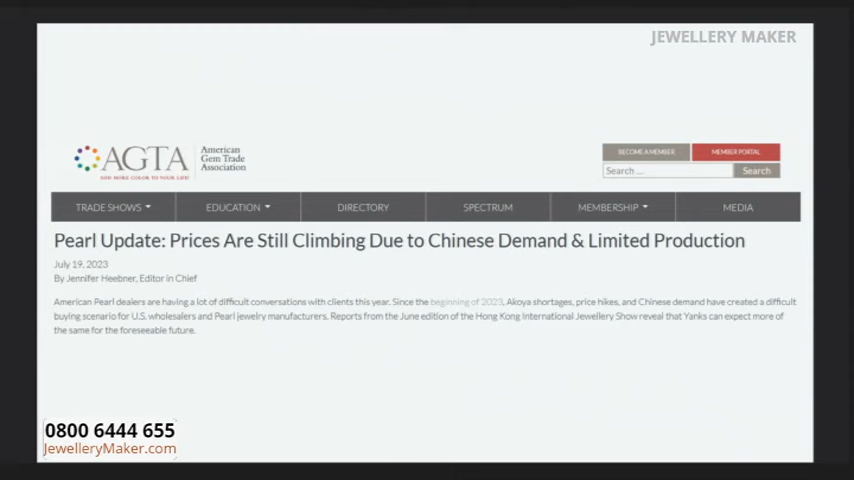 JEWELLERY MAKER
AGTA
American
Gem Trade
Association
ADD MORE COLOR TO YOUR LIFE
BECOME A MEMBER
MEMBER PORTAL
Search ...
Search
TRADE SHOWS
EDUCATION
DIRECTORY
SPECTRUM
MEMBERSHIP
MEDIA
Pearl Update: Prices Are Still Climbing Due to Chinese Demand & Limited Production
July 19, 2023
By Jennifer Heebner, Editor in Chief
American Pearl dealers are having a lot of difficult conversations with clients this year. Since the beginning of 2023, Akoya shortages, price hikes, and Chinese demand have created a difficult
buying scenario for U.S. wholesalers and Pearl jewelry manufacturers. Reports from the June edition of the Hong Kong International Jewellery Show reveal that Yanks can expect more of
the same for the foreseeable future.
0800 6444 655
JewelleryMaker.com